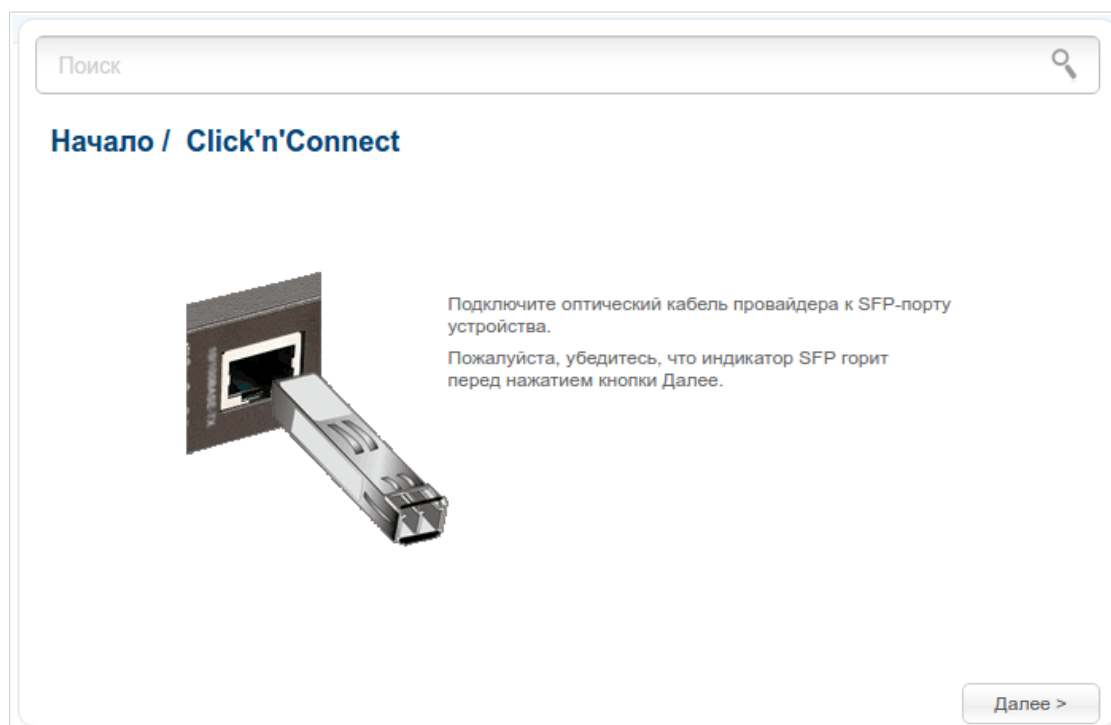 Поиск
Начало / Click'n'Connect
Подключите оптический кабель провайдера к SFP-порту
устройства.
Пожалуйста, убедитесь, что индикатор SFP горит
перед нажатием кнопки Далее.
Далее >